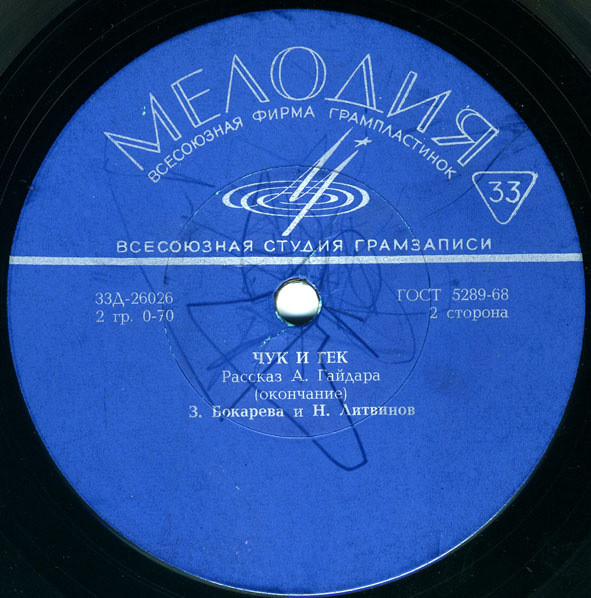 МЕЛОДИЯ
ВСЕСОЮЗНАЯ ФИРМА ГРАМПЛАСТИНОК
33
ВСЕСОЮЗНАЯ СТУДИЯ ГРАМЗАПИСИ
33Д-26026
ГОСТ 5289-68
2 гр. 0-70
2 сторона
ЧУК И ГЕК
Рассказ А. Гайдара
(окончание)
З. Бокарева и Н. Литвинов